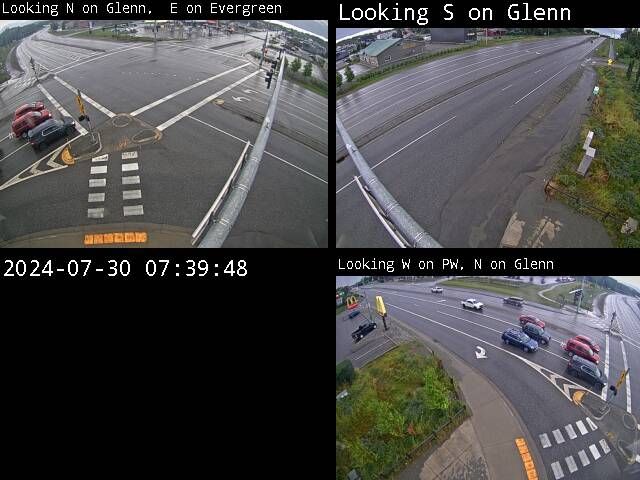 Looking N on Glenn,  E on Evergreen
Looking S on Glenn
2024-07-30 07:39:48
Looking W on PW, N on Glenn